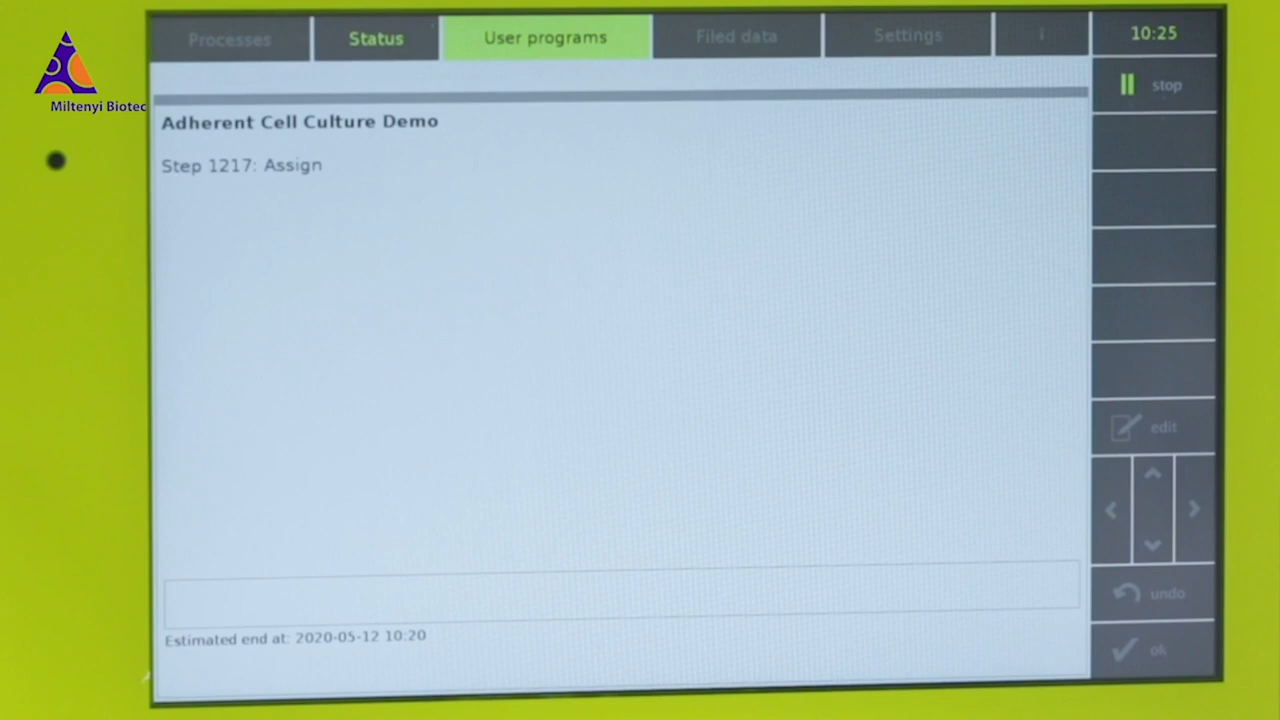 Miltenyi Biotec
Processes
Status
User programs
Filed data
Settings
i
10:25
stop
Adherent Cell Culture Demo
Step 1217: Assign
edit
undo
Estimated end at: 2020-05-12 10:20
ok